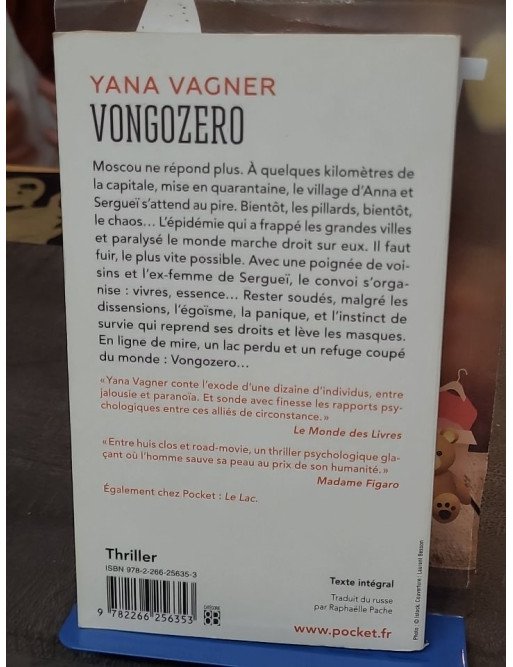 YANA VAGNER
VONGOZERO
Moscou ne répond plus. À quelques kilomètres de
la capitale, mise en quarantaine, le village d'Anna et
Sergueï s'attend au pire. Bientôt, les pillards, bientôt,
le chaos... L'épidémie qui a frappé les grandes villes
et paralysé le monde marche droit sur eux. Il faut
fuir, le plus vite possible. Avec une poignée de voi-
sins et l'ex-femme de Sergueï, le convoi s'orga-
nise : vivres, essence... Rester soudés, malgré les
dissensions, l'égoïsme, la panique, et l'instinct de
survie qui reprend ses droits et lève les masques.
En ligne de mire, un lac perdu et un refuge coupé
du monde : Vongozero...
«Yana Vagner conte l'exode d'une dizaine d'individus, entre
jalousie et paranoïa. Et sonde avec finesse les rapports psy-
chologiques entre ces alliés de circonstance.»
Le Monde des Livres
«Entre huis clos et road-movie, un thriller psychologique gla-
çant où l'homme sauve sa peau au prix de son humanité.»
Madame Figaro
Également chez Pocket : Le Lac.
Thriller
ISBN 978-2-266-25635-3
9 782266 256353
Texte intégral
Traduit du russe
par Raphaëlle Pache
www.pocket.fr
Photo : © Istock. Couverture : Laurent Besson